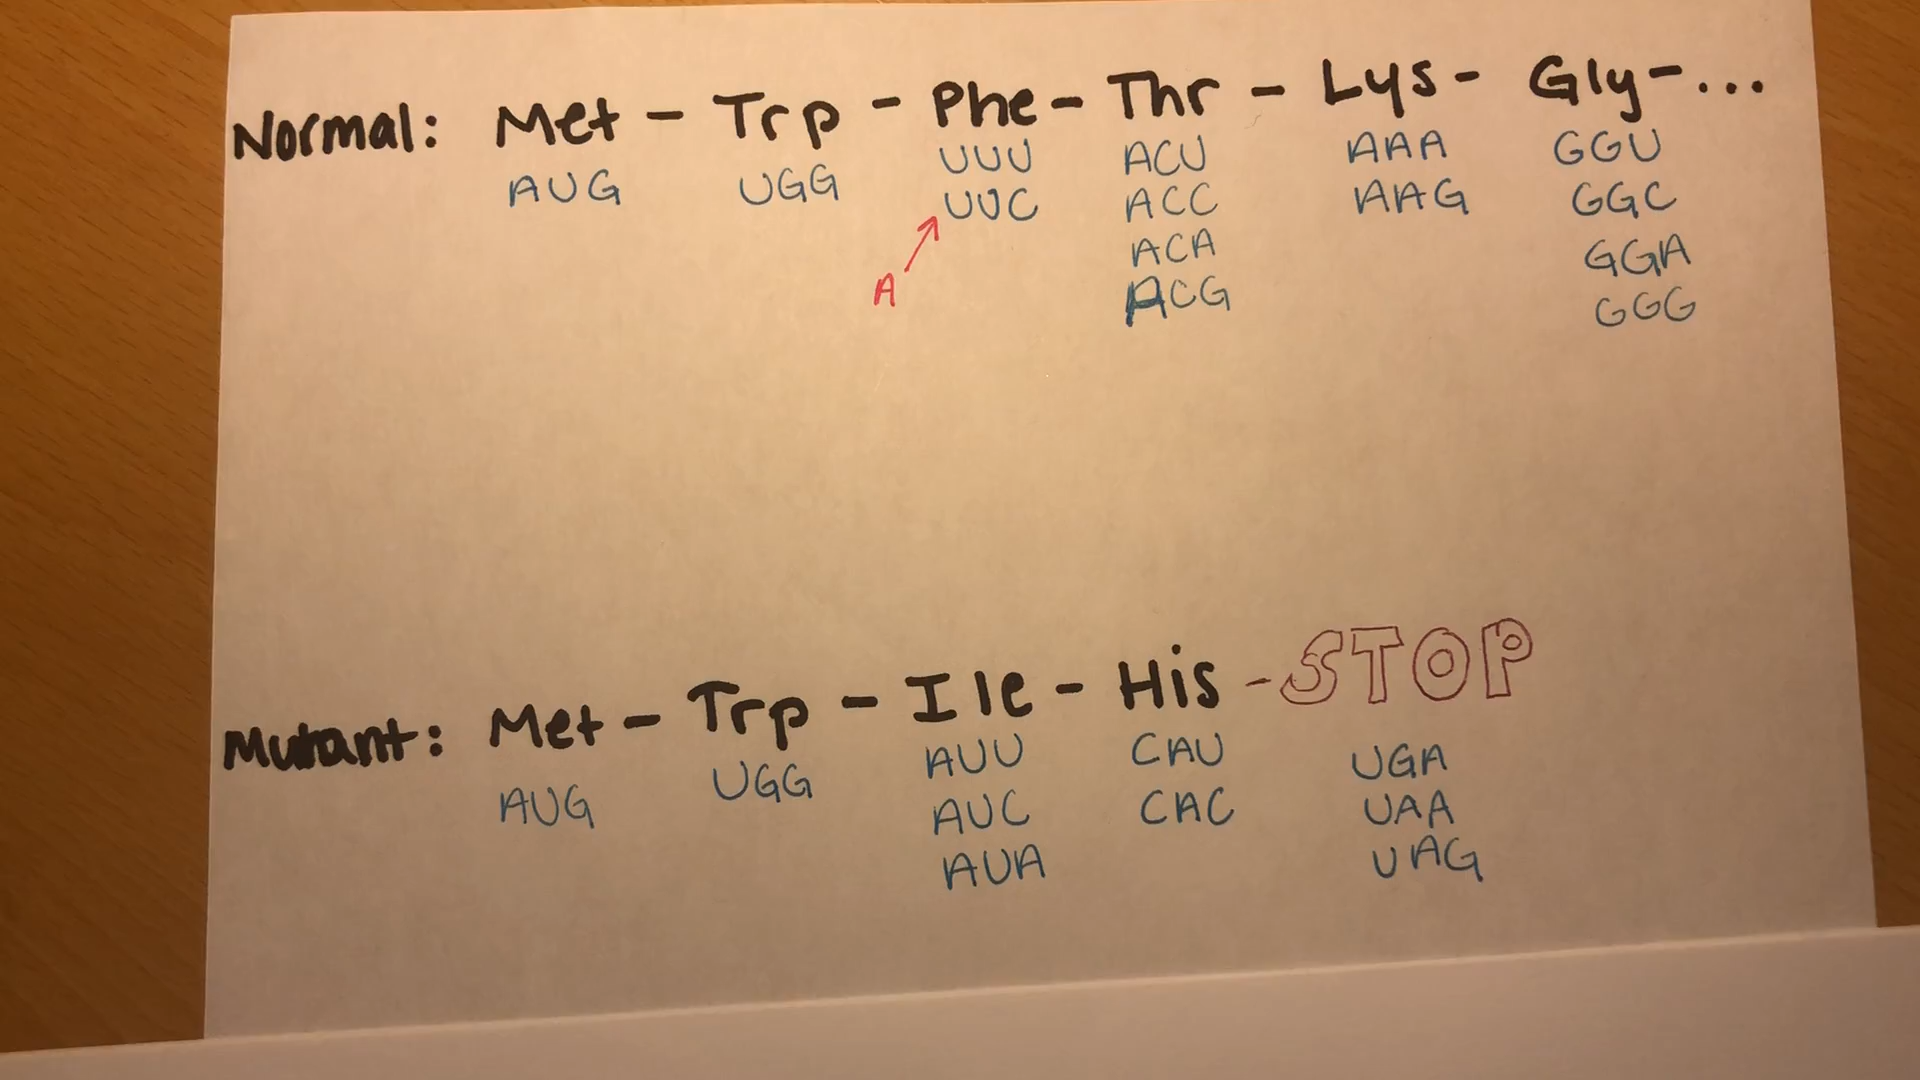 Normal: Met - Trp - Phe - Thr - Lys - Gly - ...
AUG UGG UUU ACU AAA GGU
UUC ACC AAG GGC
ACA GGA
A ACG GGG
Mutant: Met - Trp - Ile - His - STOP
AUG UGG AUU CAU UGA
AUC CAC UAA
AUA UAG